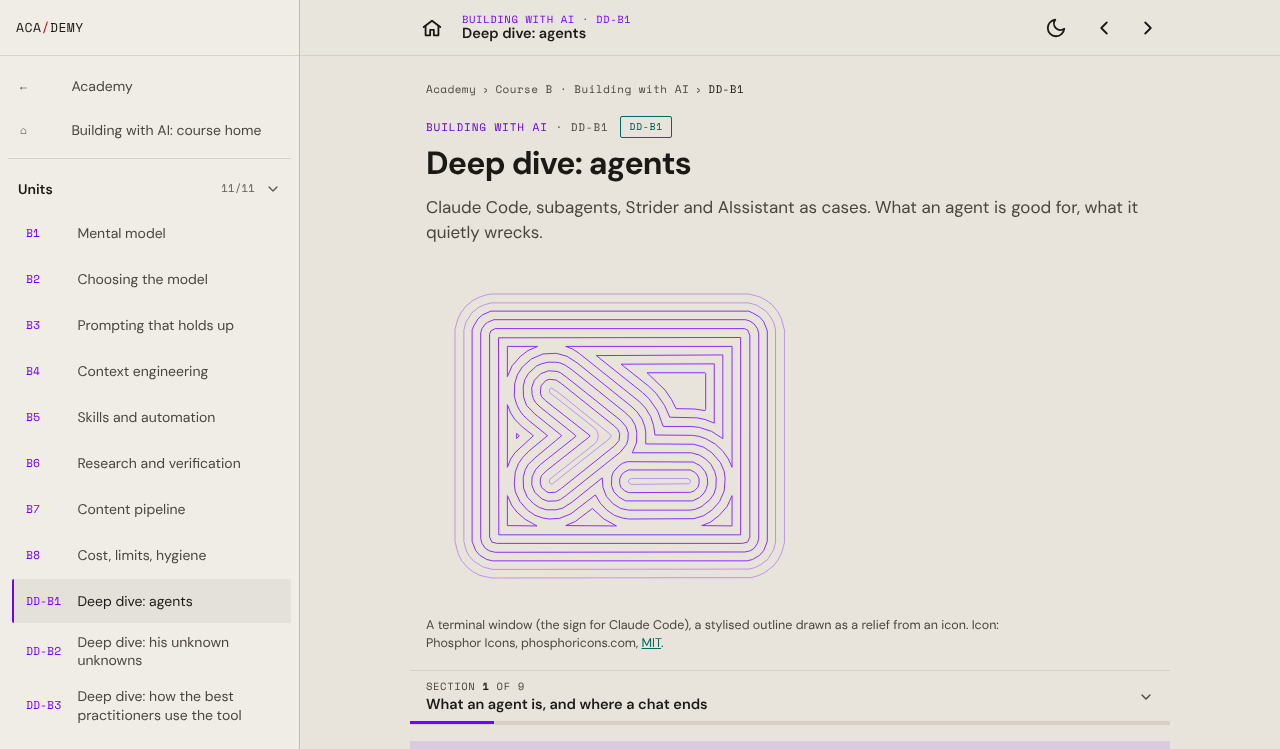 ACA/DEMY
← Academy
⌂ Building with AI: course home
Units 11/11
B1 Mental model
B2 Choosing the model
B3 Prompting that holds up
B4 Context engineering
B5 Skills and automation
B6 Research and verification
B7 Content pipeline
B8 Cost, limits, hygiene
DD-B1 Deep dive: agents
DD-B2 Deep dive: his unknown
unknowns
DD-B3 Deep dive: how the best
practitioners use the tool
BUILDING WITH AI · DD-B1
Deep dive: agents
Academy › Course B · Building with AI › DD-B1
BUILDING WITH AI · DD-B1 DD-B1
Deep dive: agents
Claude Code, subagents, Strider and AIssistant as cases. What an agent is good for, what it
quietly wrecks.
A terminal window (the sign for Claude Code), a stylised outline drawn as a relief from an icon. Icon:
Phosphor Icons, phosphoricons.com, MIT.
SECTION 1 OF 9
What an agent is, and where a chat ends